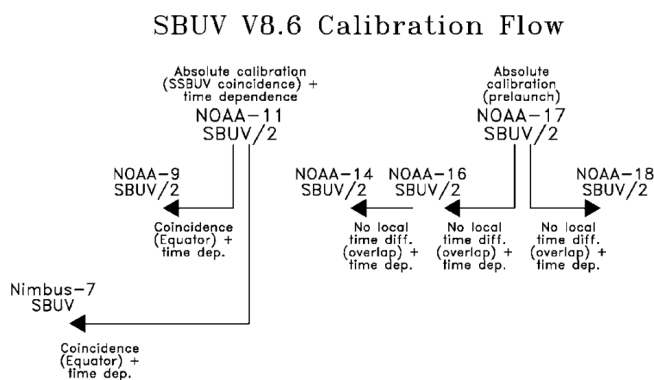 SBUV V8.6 Calibration Flow
Absolute calibration
(SSBUV coincidence) +
time dependence
NOAA-11
SBUV/2
Absolute
calibration
(prelaunch)
NOAA-17
SBUV/2
NOAA-9
SBUV/2
Coincidence
(Equator) +
time dep.
NOAA-14
SBUV/2
NOAA-16
SBUV/2
NOAA-18
SBUV/2
No local
time diff.
(overlap) +
time dep.
No local
time diff.
(overlap) +
time dep.
No local
time diff.
(overlap) +
time dep.
Nimbus-7
SBUV
Coincidence
(Equator) +
time dep.